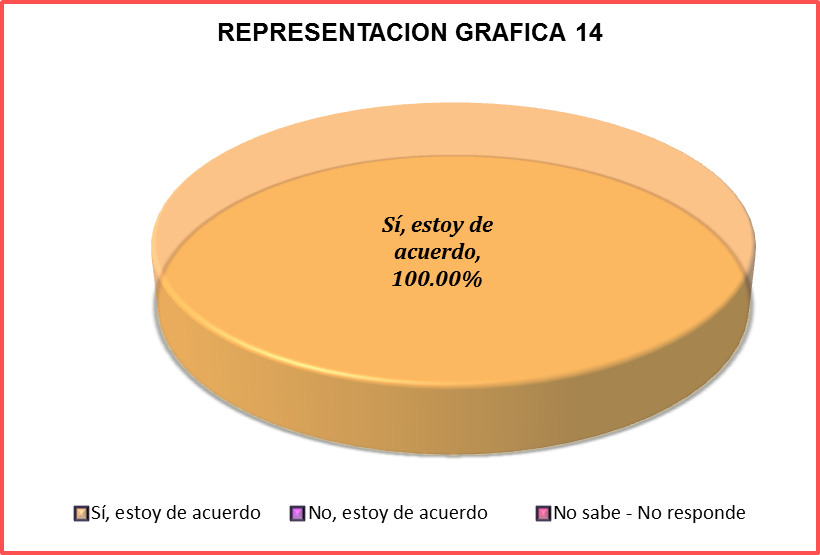 REPRESENTACION GRAFICA 14
Sí, estoy de
acuerdo,
100.00%
Sí, estoy de acuerdo
No, estoy de acuerdo
No sabe - No responde